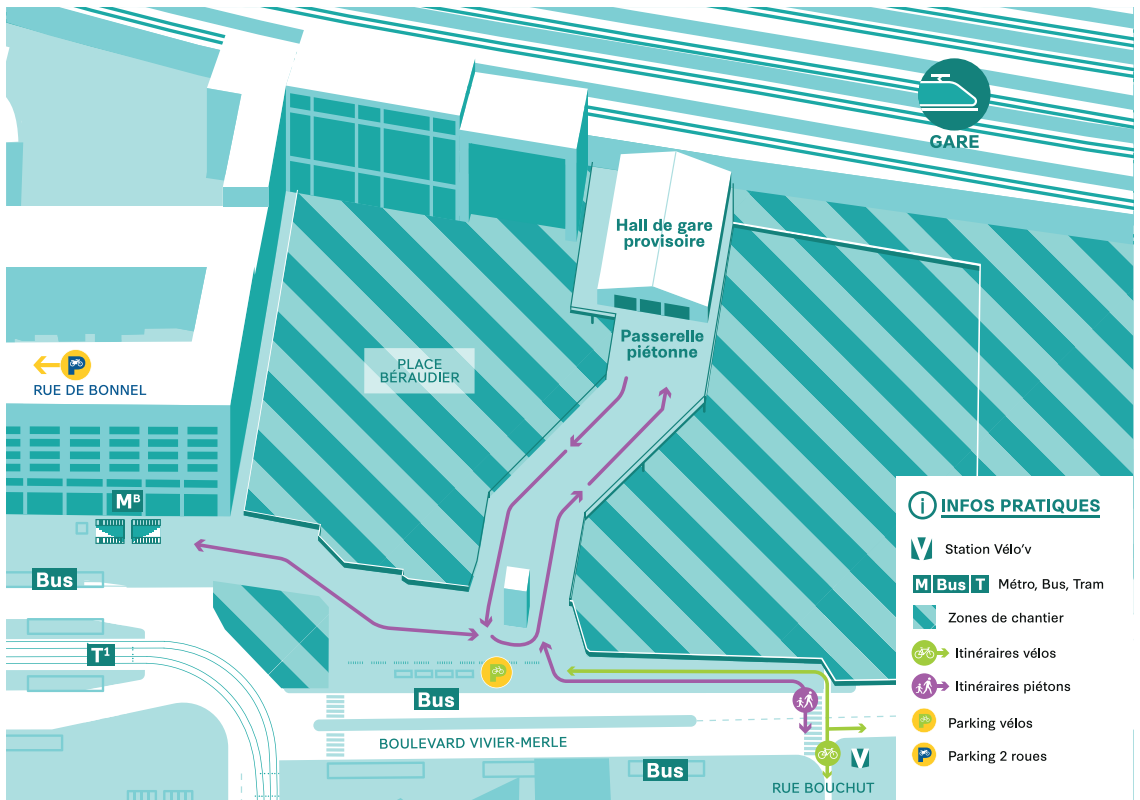 GARE
Hall de gare
provisoire
Passerelle
piétonne
PLACE
BÉRAUDIER
P
RUE DE BONNEL
Mᴮ
Bus
T¹
P
Bus
BOULEVARD VIVIER-MERLE
Bus
V
RUE BOUCHUT
i INFOS PRATIQUES
V Station Vélo'v
M Bus T Métro, Bus, Tram
Zones de chantier
Itinéraires vélos
Itinéraires piétons
P Parking vélos
P Parking 2 roues